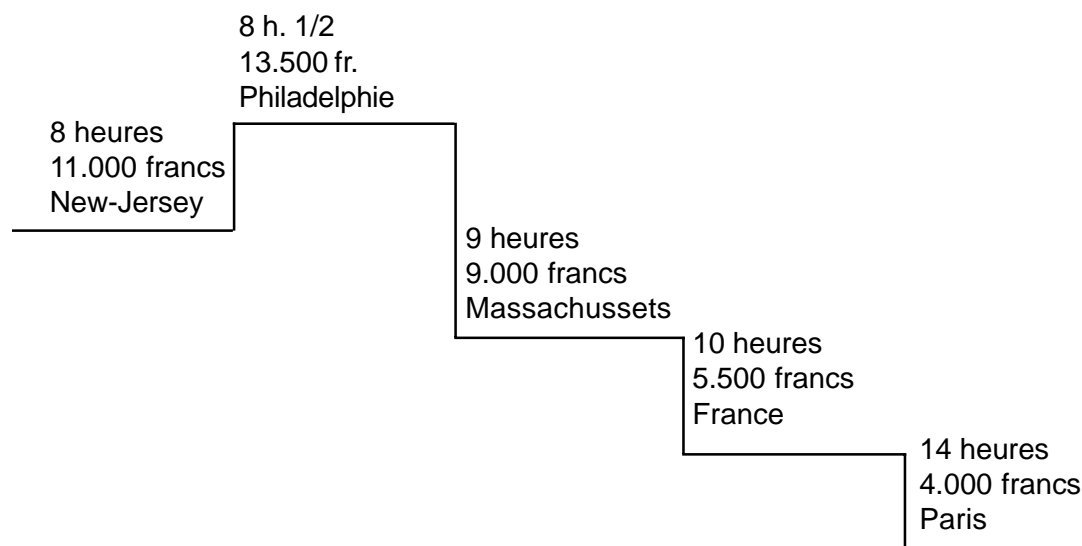 8 h. 1/2
13.500 fr.
Philadelphie
8 heures
11.000 francs
New-Jersey
9 heures
9.000 francs
Massachussets
10 heures
5.500 francs
France
14 heures
4.000 francs
Paris